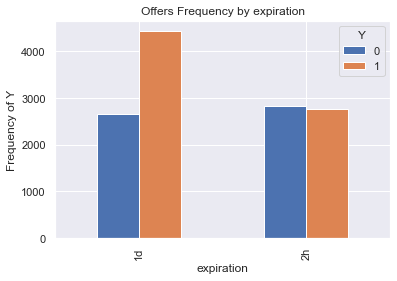 Offers Frequency by expiration
Y
0
1
4000
3000
2000
1000
0
Frequency of Y
1d
2h
expiration